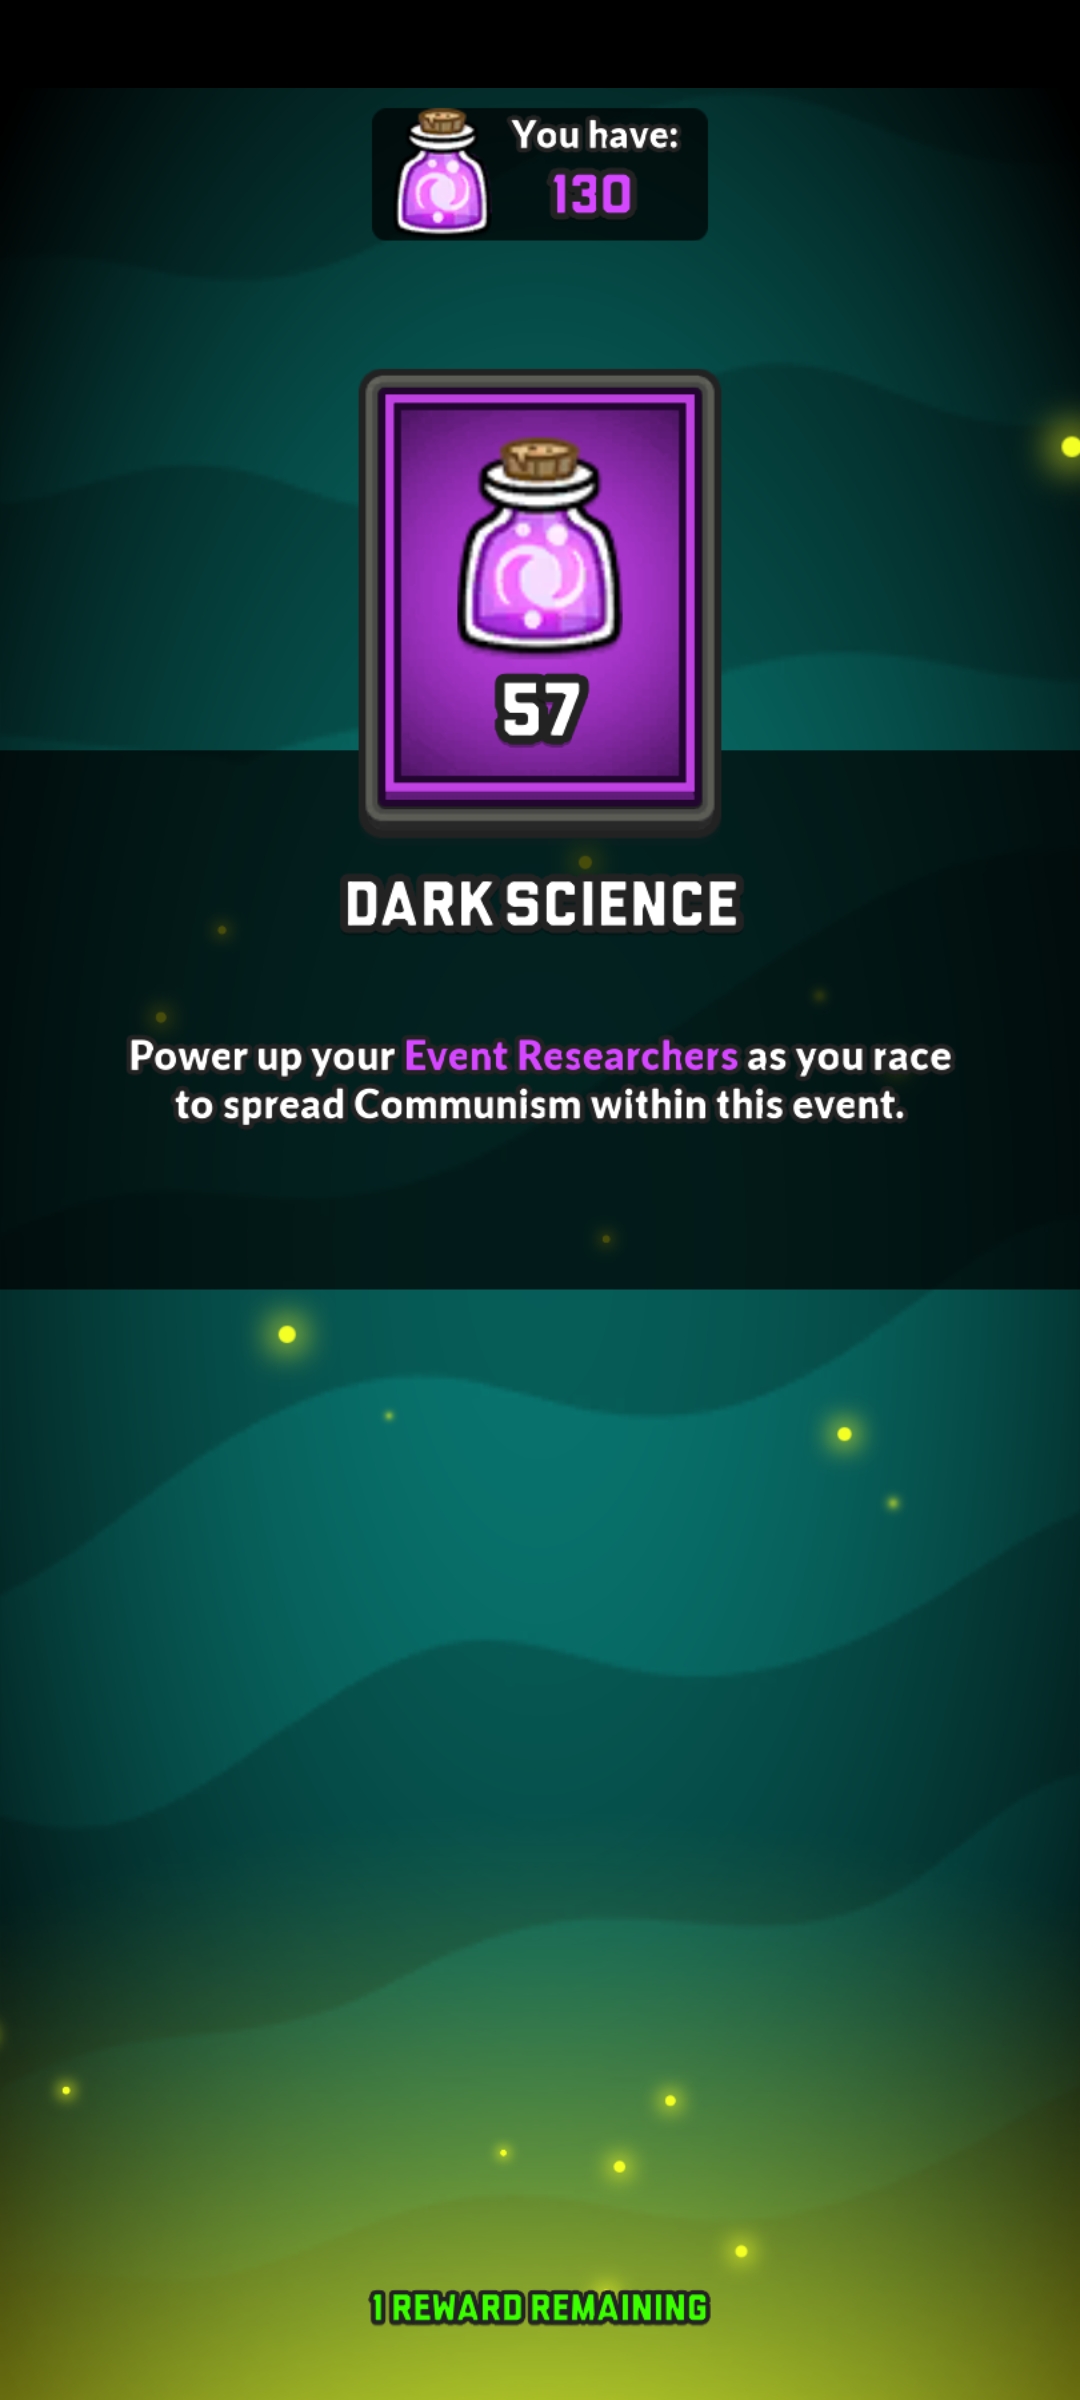 You have:
130
57
DARK SCIENCE
Power up your Event Researchers as you race
to spread Communism within this event.
1 REWARD REMAINING